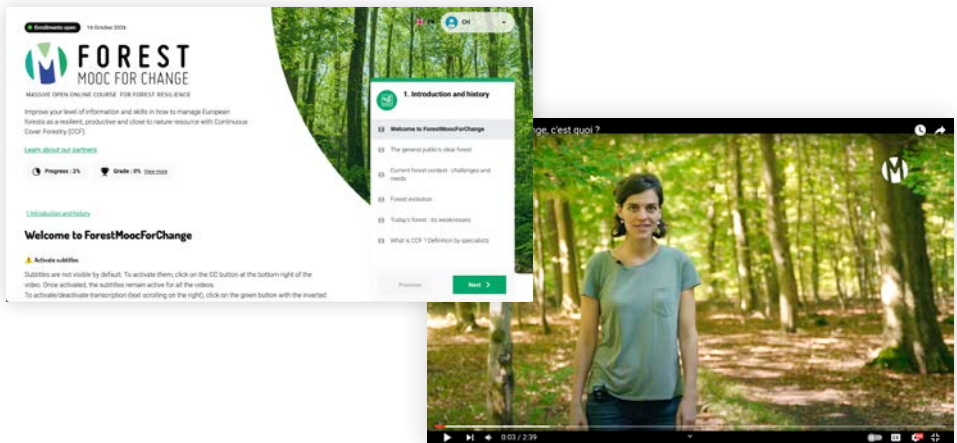 Enrollments open 14 October 2024
EN CH
FOREST
MOOC FOR CHANGE
MASSIVE OPEN ONLINE COURSE FOR FOREST RESILIENCE
Improve your level of information and skills in how to manage European
forests as a resilient, productive and close to nature resource with Continuous
Cover Forestry (CCF)
Learn about our partners
Progress : 2% Grade : 0% View more
1. Introduction and history
Welcome to ForestMoocForChange
Activate subtitles
Subtitles are not visible by default. To activate them, click on the CC button at the bottom right of the
video. Once activated, the subtitles remain active for all the videos.
To activate/deactivate transcription (text scrolling on the right), click on the green button with the inverted
1. Introduction and history
Welcome to ForestMoocForChange
The general public's ideal forest
Current forest context : challenges and
needs
Forest evolution
Today's forest : its weaknesses
What is CCF ? Definition by specialists
Previous Next
nge, c'est quoi ?
M
0:03 / 2:39